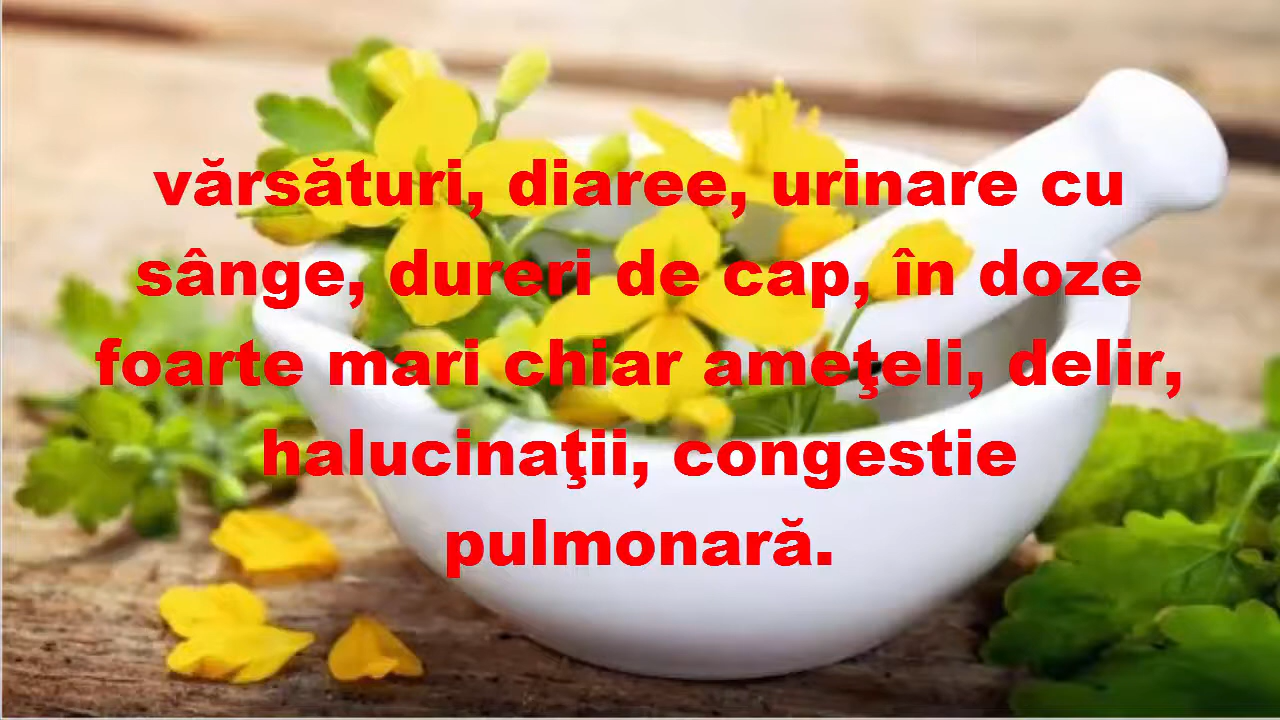 vărsături, diaree, urinare cu
sânge, dureri de cap, în doze
foarte mari chiar ameţeli, delir,
halucinaţii, congestie
pulmonară.